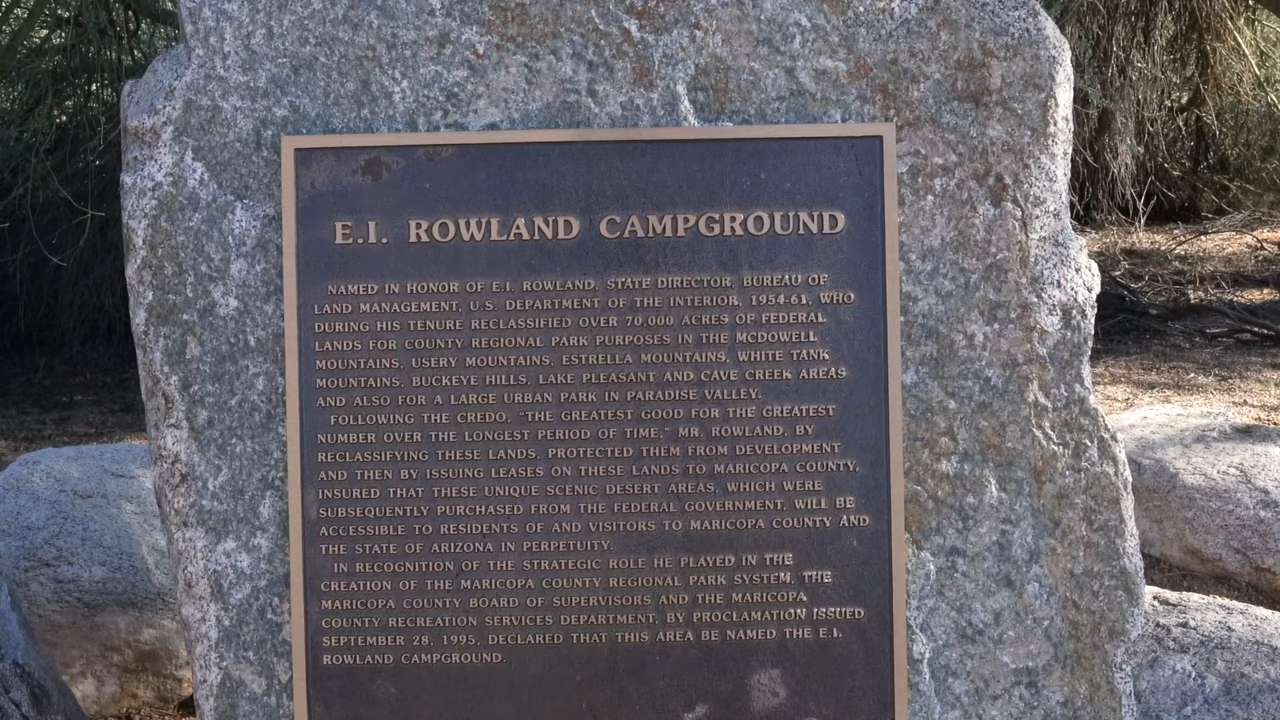 E.I. ROWLAND CAMPGROUND
NAMED IN HONOR OF E.I. ROWLAND, STATE DIRECTOR, BUREAU OF
LAND MANAGEMENT, U.S. DEPARTMENT OF THE INTERIOR, 1954-61, WHO
DURING HIS TENURE RECLASSIFIED OVER 70,000 ACRES OF FEDERAL
LANDS FOR COUNTY REGIONAL PARK PURPOSES IN THE MCDOWELL
MOUNTAINS, USERY MOUNTAINS, ESTRELLA MOUNTAINS, WHITE TANK
MOUNTAINS, BUCKEYE HILLS, LAKE PLEASANT AND CAVE CREEK AREAS
AND ALSO FOR A LARGE URBAN PARK IN PARADISE VALLEY.
FOLLOWING THE CREDO, "THE GREATEST GOOD FOR THE GREATEST
NUMBER OVER THE LONGEST PERIOD OF TIME," MR. ROWLAND, BY
RECLASSIFYING THESE LANDS, PROTECTED THEM FROM DEVELOPMENT
AND THEN BY ISSUING LEASES ON THESE LANDS TO MARICOPA COUNTY,
INSURED THAT THESE UNIQUE SCENIC DESERT AREAS, WHICH WERE
SUBSEQUENTLY PURCHASED FROM THE FEDERAL GOVERNMENT, WILL BE
ACCESSIBLE TO RESIDENTS OF AND VISITORS TO MARICOPA COUNTY AND
THE STATE OF ARIZONA IN PERPETUITY.
IN RECOGNITION OF THE STRATEGIC ROLE HE PLAYED IN THE
CREATION OF THE MARICOPA COUNTY REGIONAL PARK SYSTEM, THE
MARICOPA COUNTY BOARD OF SUPERVISORS AND THE MARICOPA
COUNTY RECREATION SERVICES DEPARTMENT, BY PROCLAMATION ISSUED
SEPTEMBER 28, 1995, DECLARED THAT THIS AREA BE NAMED THE E.I.
ROWLAND CAMPGROUND.